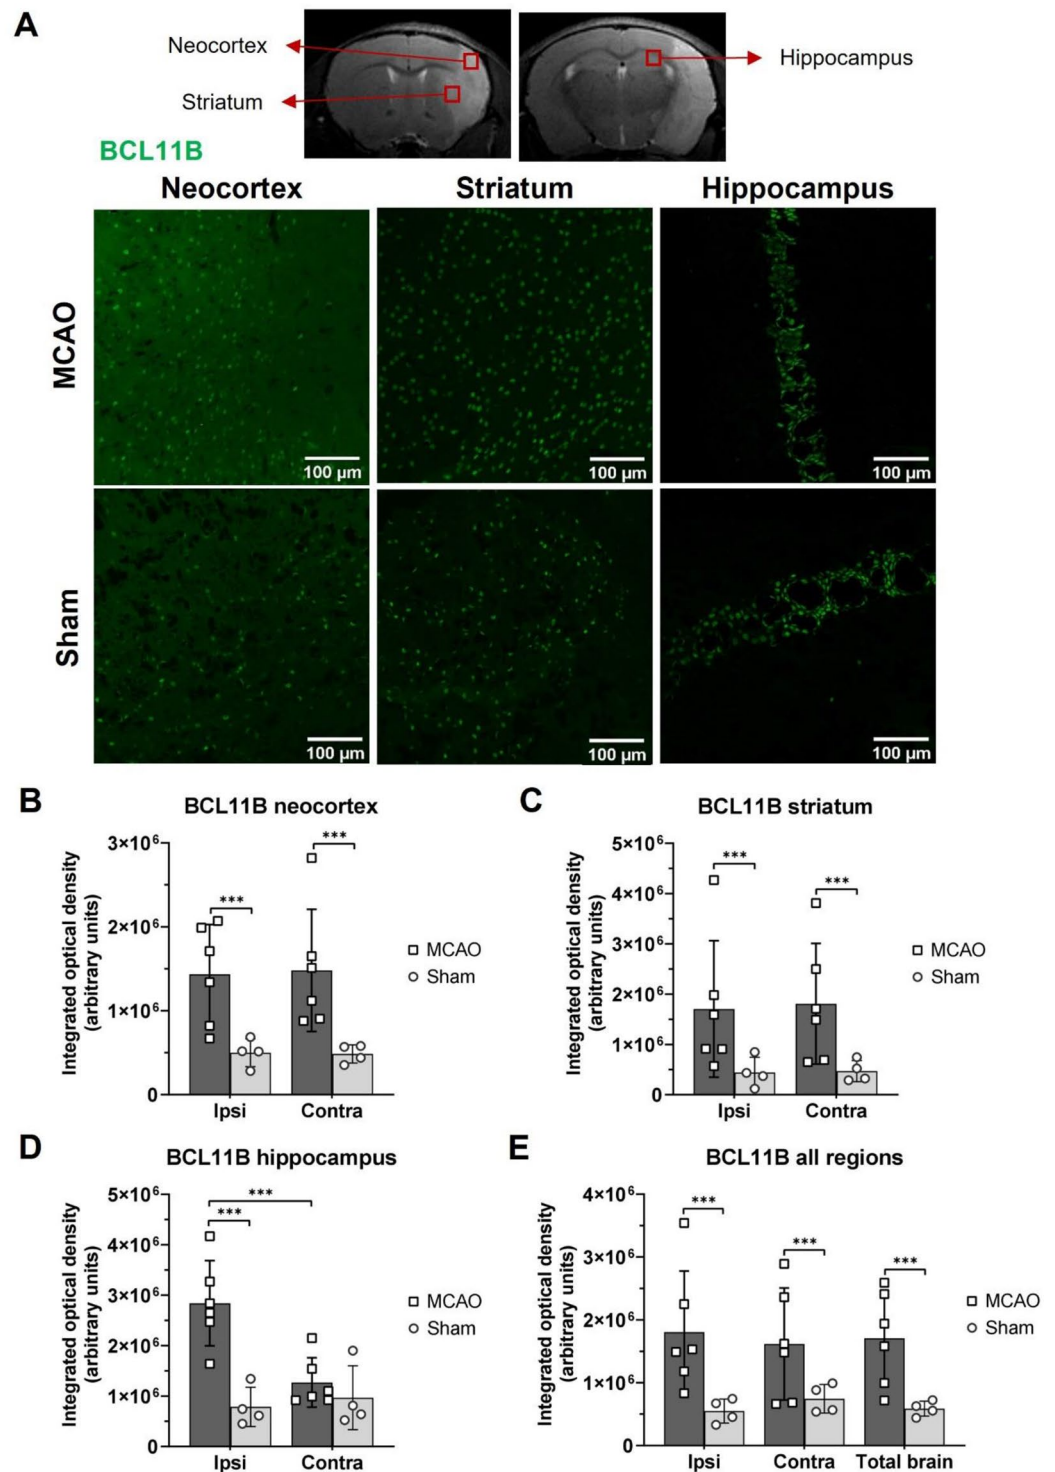 A
Neocortex
Striatum
Hippocampus
BCL11B
Neocortex Striatum Hippocampus
MCAO
100 µm 100 µm 100 µm
Sham
100 µm 100 µm 100 µm
B
BCL11B neocortex
Integrated optical density
(arbitrary units)
3×10⁶
2×10⁶
1×10⁶
0
***
***
Ipsi Contra
MCAO
Sham
C
BCL11B striatum
Integrated optical density
(arbitrary units)
5×10⁶
4×10⁶
3×10⁶
2×10⁶
1×10⁶
0
***
***
Ipsi Contra
MCAO
Sham
D
BCL11B hippocampus
Integrated optical density
(arbitrary units)
5×10⁶
4×10⁶
3×10⁶
2×10⁶
1×10⁶
0
***
***
Ipsi Contra
MCAO
Sham
E
BCL11B all regions
Integrated optical density
(arbitrary units)
4×10⁶
3×10⁶
2×10⁶
1×10⁶
0
***
***
***
Ipsi Contra Total brain
MCAO
Sham